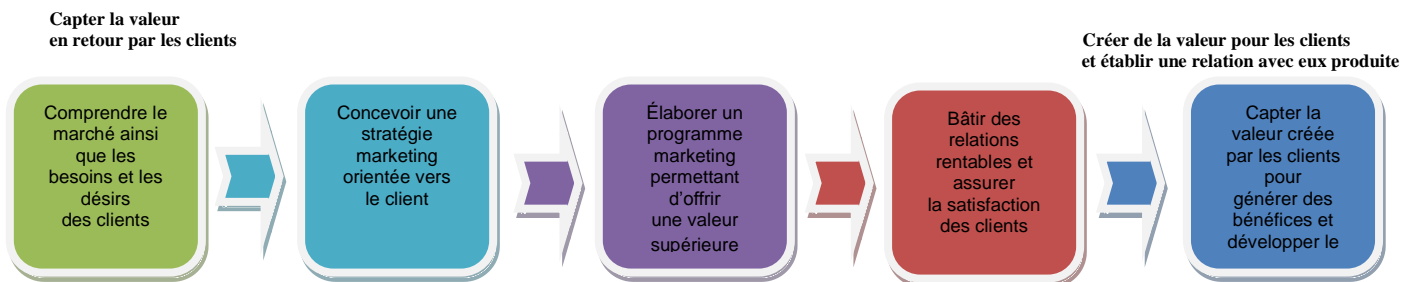 Capter la valeur
en retour par les clients
Créer de la valeur pour les clients
et établir une relation avec eux produite
Comprendre le
marché ainsi
que les
besoins et les
désirs
des clients
Concevoir une
stratégie
marketing
orientée vers
le client
Élaborer un
programme
marketing
permettant
d’offrir
une valeur
supérieure
Bâtir des
relations
rentables et
assurer
la satisfaction
des clients
Capter la
valeur créée
par les clients
pour
générer des
bénéfices et
développer le